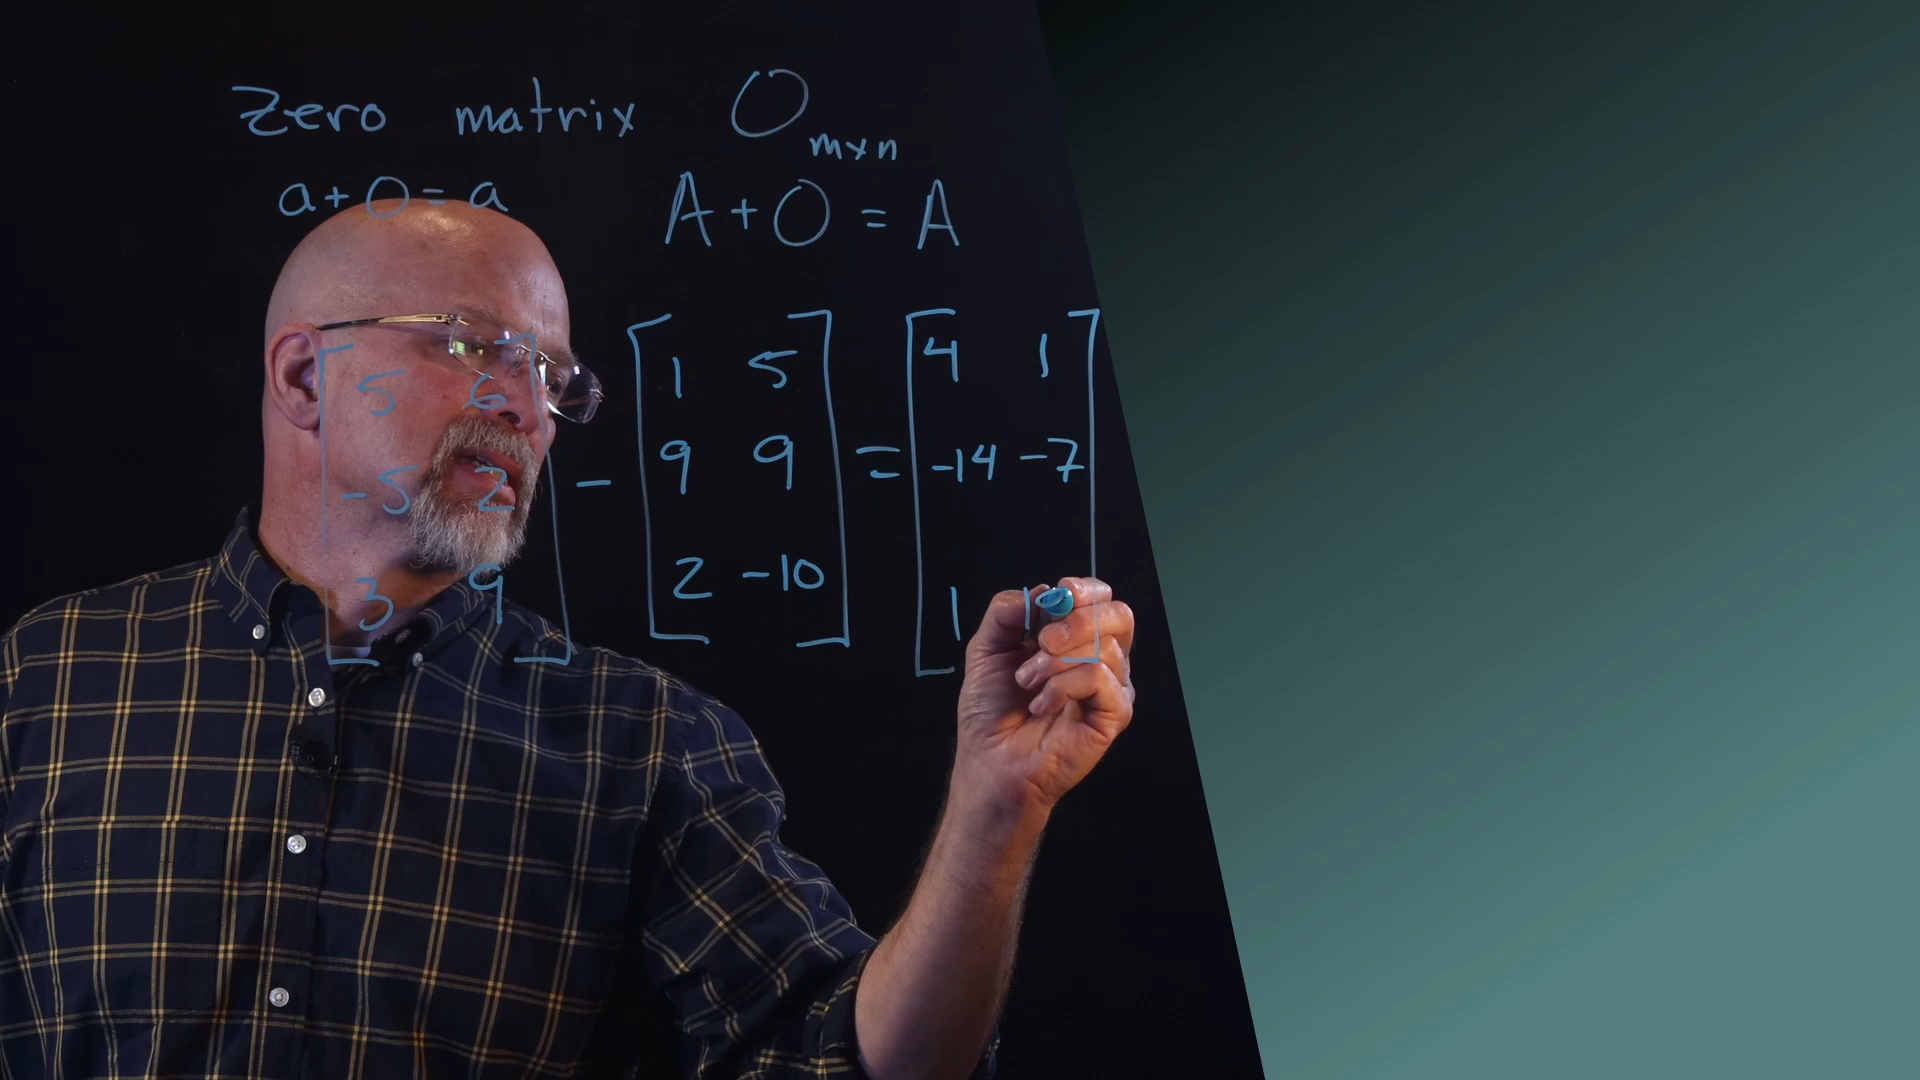 Zero matrix O m×n
a + O = a
A + O = A
[5 6] [1 5] [4 1]
[-5 2] - [9 9] = [-14 -7]
[3 9] [2 -10] [1 19]